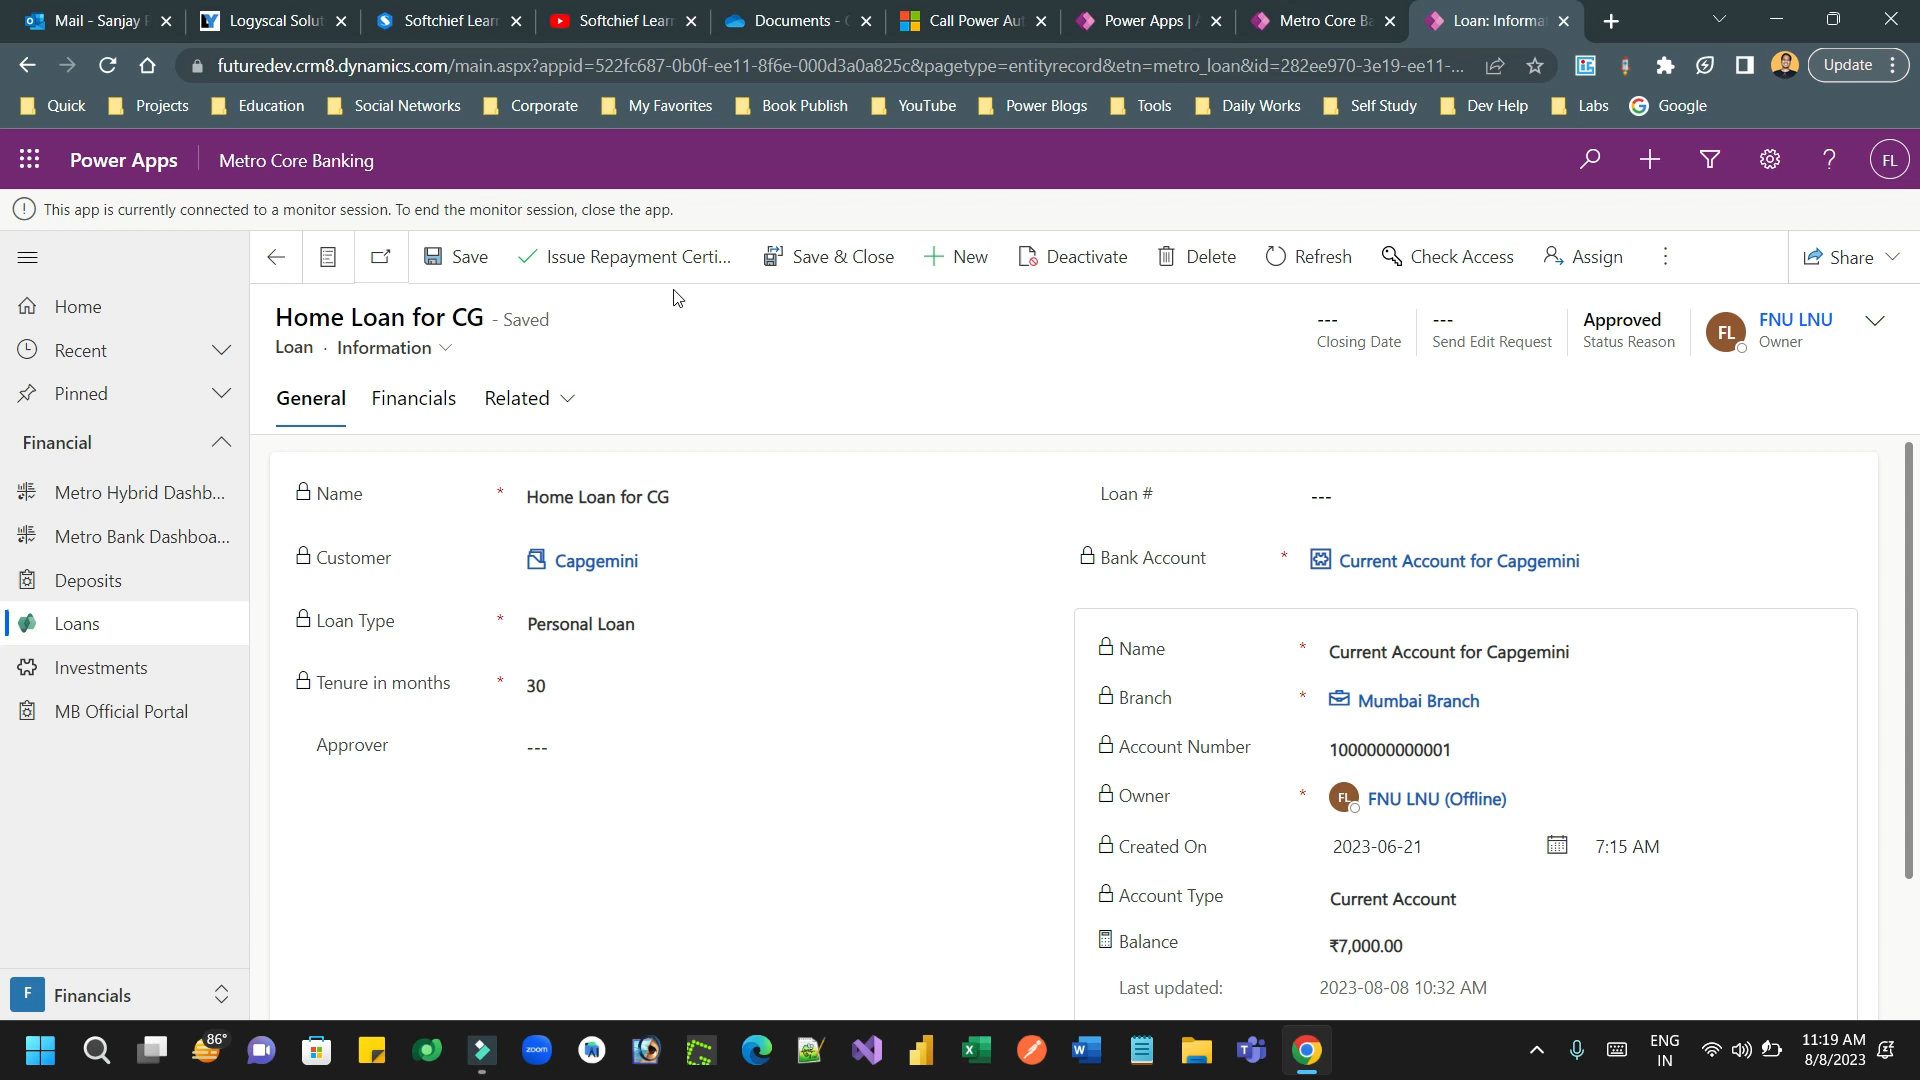 Mail - Sanjay
Logyscal Solut
Softchief Lear
Softchief Lear
Documents -
Call Power Aut
Power Apps |
Metro Core Ba
Loan: Informa
futuredev.crm8.dynamics.com/main.aspx?appid=522fc687-0b0f-ee11-8f6e-000d3a0a825c&pagetype=entityrecord&etn=metro_loan&id=282ee970-3e19-ee11-...
Update
Quick
Projects
Education
Social Networks
Corporate
My Favorites
Book Publish
YouTube
Power Blogs
Tools
Daily Works
Self Study
Dev Help
Labs
Google
Power Apps
Metro Core Banking
FL
This app is currently connected to a monitor session. To end the monitor session, close the app.
Save
Issue Repayment Certi...
Save & Close
New
Deactivate
Delete
Refresh
Check Access
Assign
Share
Home
Recent
Pinned
Financial
Metro Hybrid Dashb...
Metro Bank Dashboa...
Deposits
Loans
Investments
MB Official Portal
F Financials
Home Loan for CG - Saved
Loan · Information
---
Closing Date
---
Send Edit Request
Approved
Status Reason
FL
FNU LNU
Owner
General
Financials
Related
Name * Home Loan for CG
Customer Capgemini
Loan Type * Personal Loan
Tenure in months * 30
Approver ---
Loan # ---
Bank Account * Current Account for Capgemini
Name * Current Account for Capgemini
Branch * Mumbai Branch
Account Number 1000000000001
Owner * FL FNU LNU (Offline)
Created On 2023-06-21 7:15 AM
Account Type Current Account
Balance ₹7,000.00
Last updated: 2023-08-08 10:32 AM
86°
zoom
ENG
IN
11:19 AM
8/8/2023